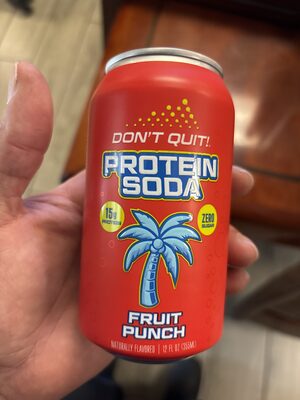 DON'T QUIT!
PROTEIN
SODA
15g
ZERO
FRUIT
PUNCH
NATURALLY FLAVORED | 12 FL OZ (355ML)